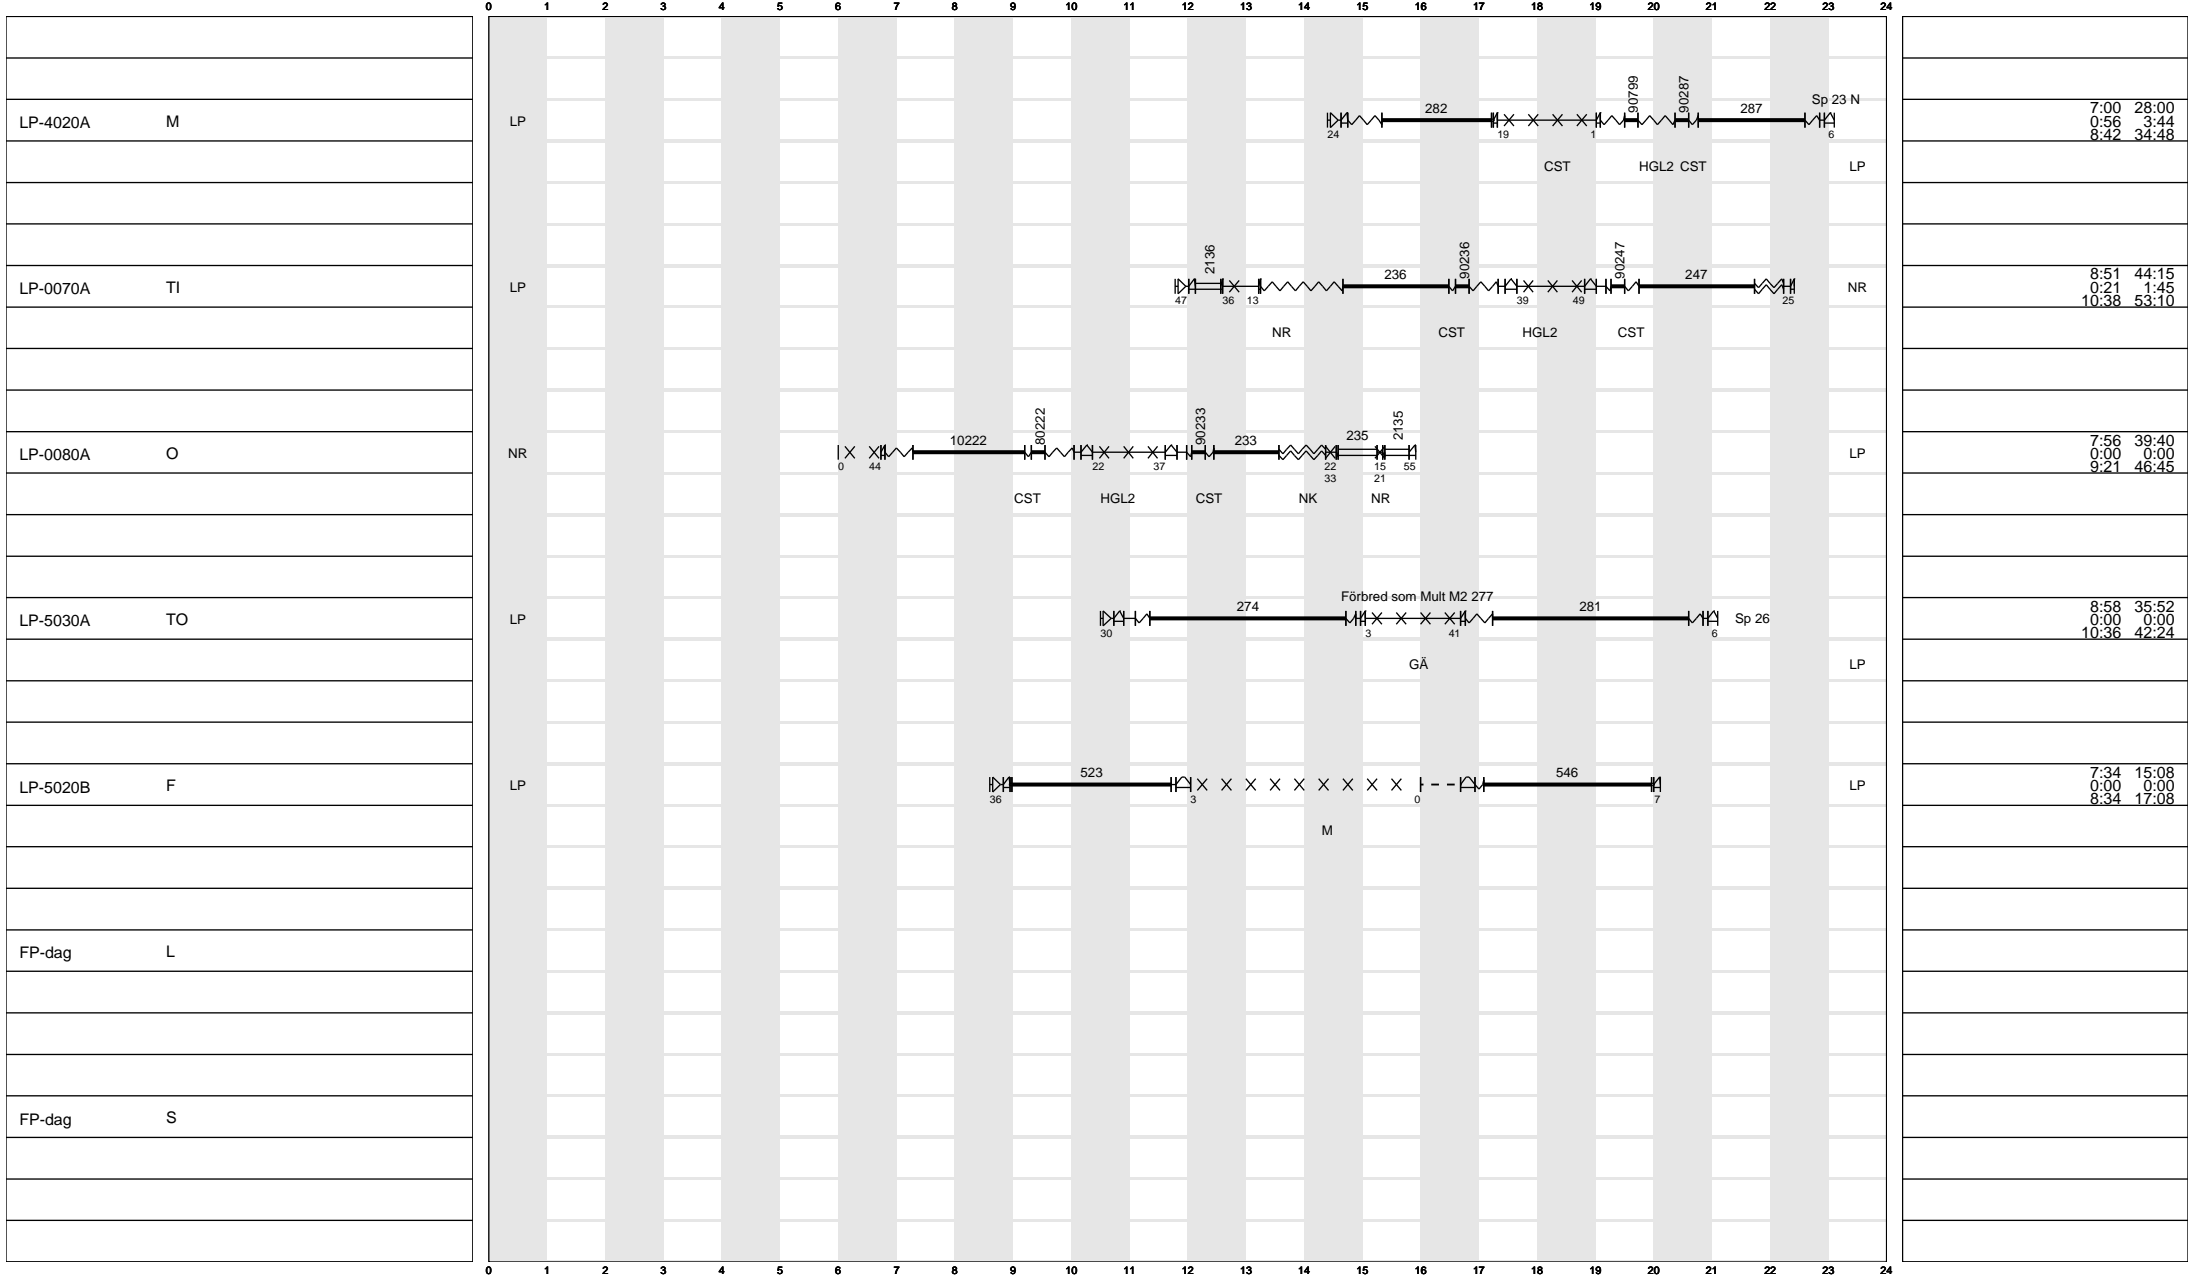 0 1 2 3 4 5 6 7 8 9 10 11 12 13 14 15 16 17 18 19 20 21 22 23 24
90799 90287 Sp 23 N
282 287
LP-4020A M LP 7:00 28:00
24 19 1 6 0:56 3:44
8:42 34:48
CST HGL2 CST LP
2136 90236 90247
236 247
LP-0070A TI LP NR 8:51 44:15
47 36 13 39 49 25 0:21 1:45
10:38 53:10
NR CST HGL2 CST
80222 90233 2135
10222 233 235
LP-0080A O NR LP 7:56 39:40
0 44 22 37 22 15 55 0:00 0:00
33 21 9:21 46:45
CST HGL2 CST NK NR
Förbred som Mult M2 277
274 281
LP-5030A TO LP Sp 26 8:58 35:52
30 3 41 6 0:00 0:00
10:36 42:24
GÄ LP
523 546
LP-5020B F LP LP 7:34 15:08
36 3 0 7 0:00 0:00
8:34 17:08
M
FP-dag L
FP-dag S
0 1 2 3 4 5 6 7 8 9 10 11 12 13 14 15 16 17 18 19 20 21 22 23 24